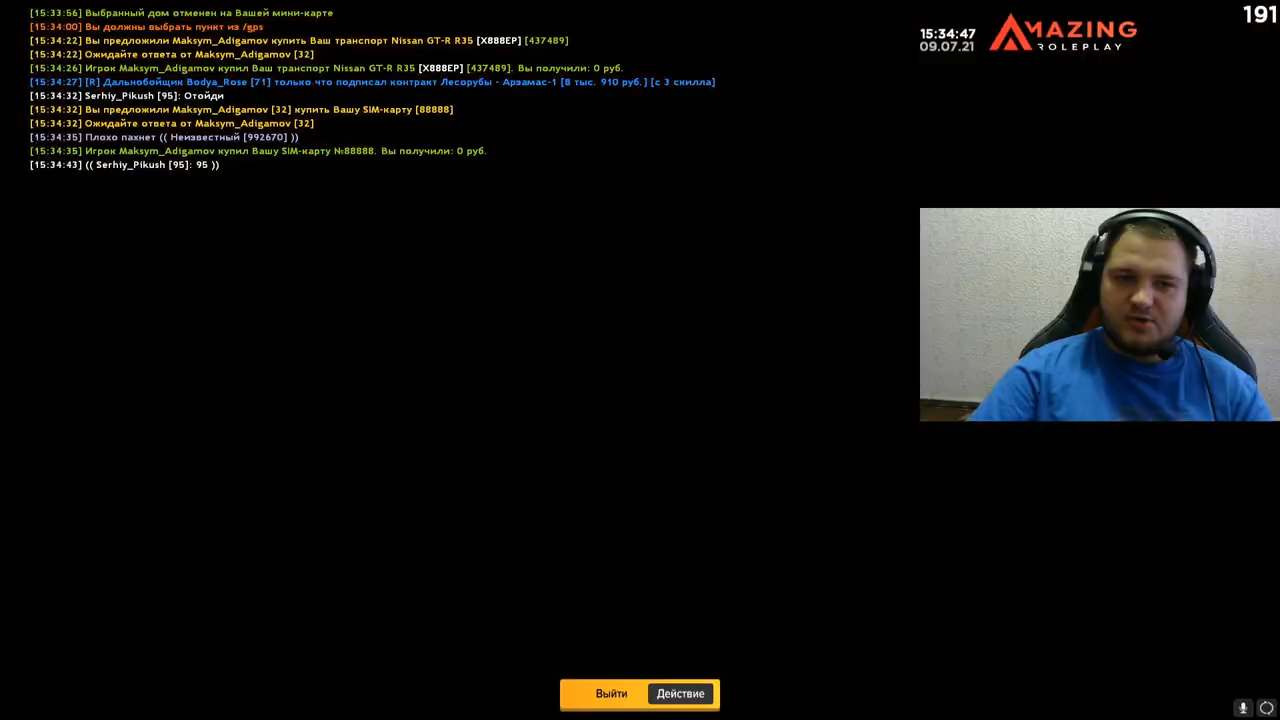 [15:33:56] Выбранный дом отменен на Вашей мини-карте
[15:34:00] Вы должны выбрать пункт из /gps
[15:34:22] Вы предложили Maksym_Adigamov купить Ваш транспорт Nissan GT-R R35 [X888EP] [437489]
[15:34:22] Ожидайте ответа от Maksym_Adigamov [32]
[15:34:26] Игрок Maksym_Adigamov купил Ваш транспорт Nissan GT-R R35 [X888EP] [437489]. Вы получили: 0 руб.
[15:34:27] [R] Дальнобойщик Bodya_Rose [71] только что подписал контракт Лесорубы - Арзамас-1 [8 тыс. 910 руб.] [с 3 скилла]
[15:34:32] Serhiy_Pikush [95]: Отойди
[15:34:32] Вы предложили Maksym_Adigamov [32] купить Вашу SIM-карту [88888]
[15:34:32] Ожидайте ответа от Maksym_Adigamov [32]
[15:34:35] Плохо пахнет (( Неизвестный [992670] ))
[15:34:35] Игрок Maksym_Adigamov купил Вашу SIM-карту №88888. Вы получили: 0 руб.
[15:34:43] (( Serhiy_Pikush [95]: 95 ))
191
15:34:47
09.07.21
AMAZING
ROLEPLAY
Выйти Действие